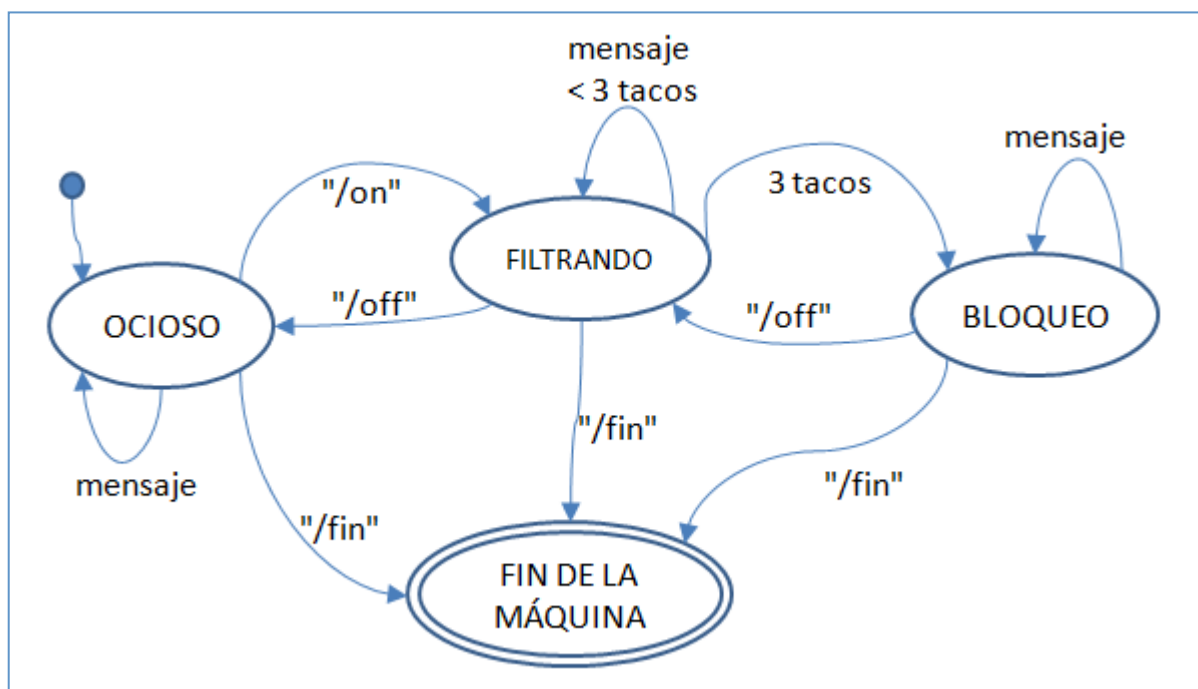 mensaje
< 3 tacos
mensaje
"/on"
3 tacos
FILTRANDO
OCIOSO
"/off"
"/off"
BLOQUEO
"/fin"
mensaje
"/fin"
"/fin"
FIN DE LA
MÁQUINA